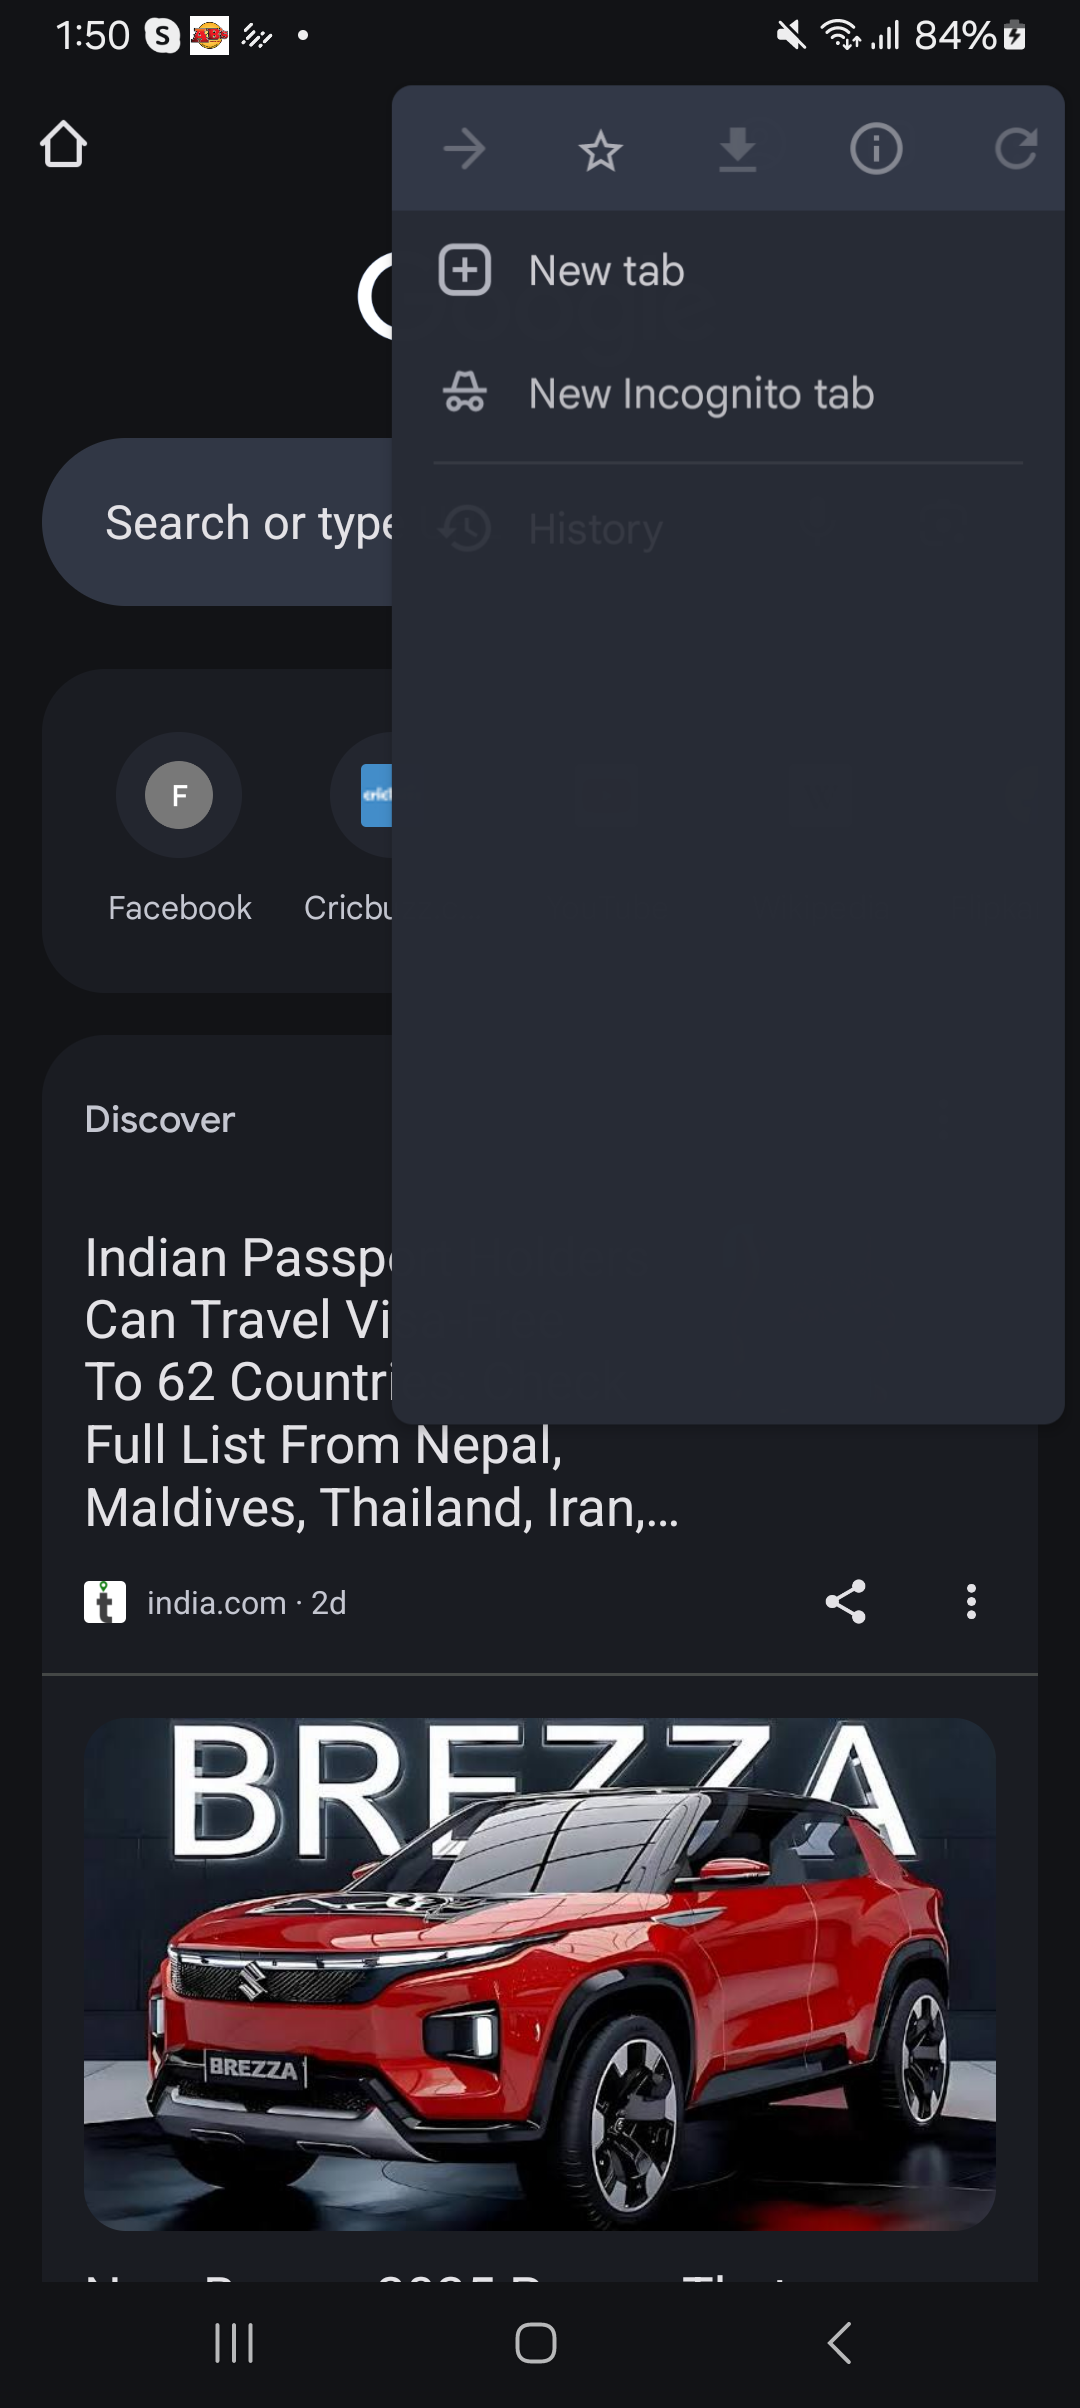 1:50
84%
New tab
New Incognito tab
Search or type
History
F
cric
Facebook
Cricbu
Discover
Indian Passp
Can Travel Vi
To 62 Countri
Full List From Nepal,
Maldives, Thailand, Iran,...
india.com · 2d
BREZZA
BREZZA